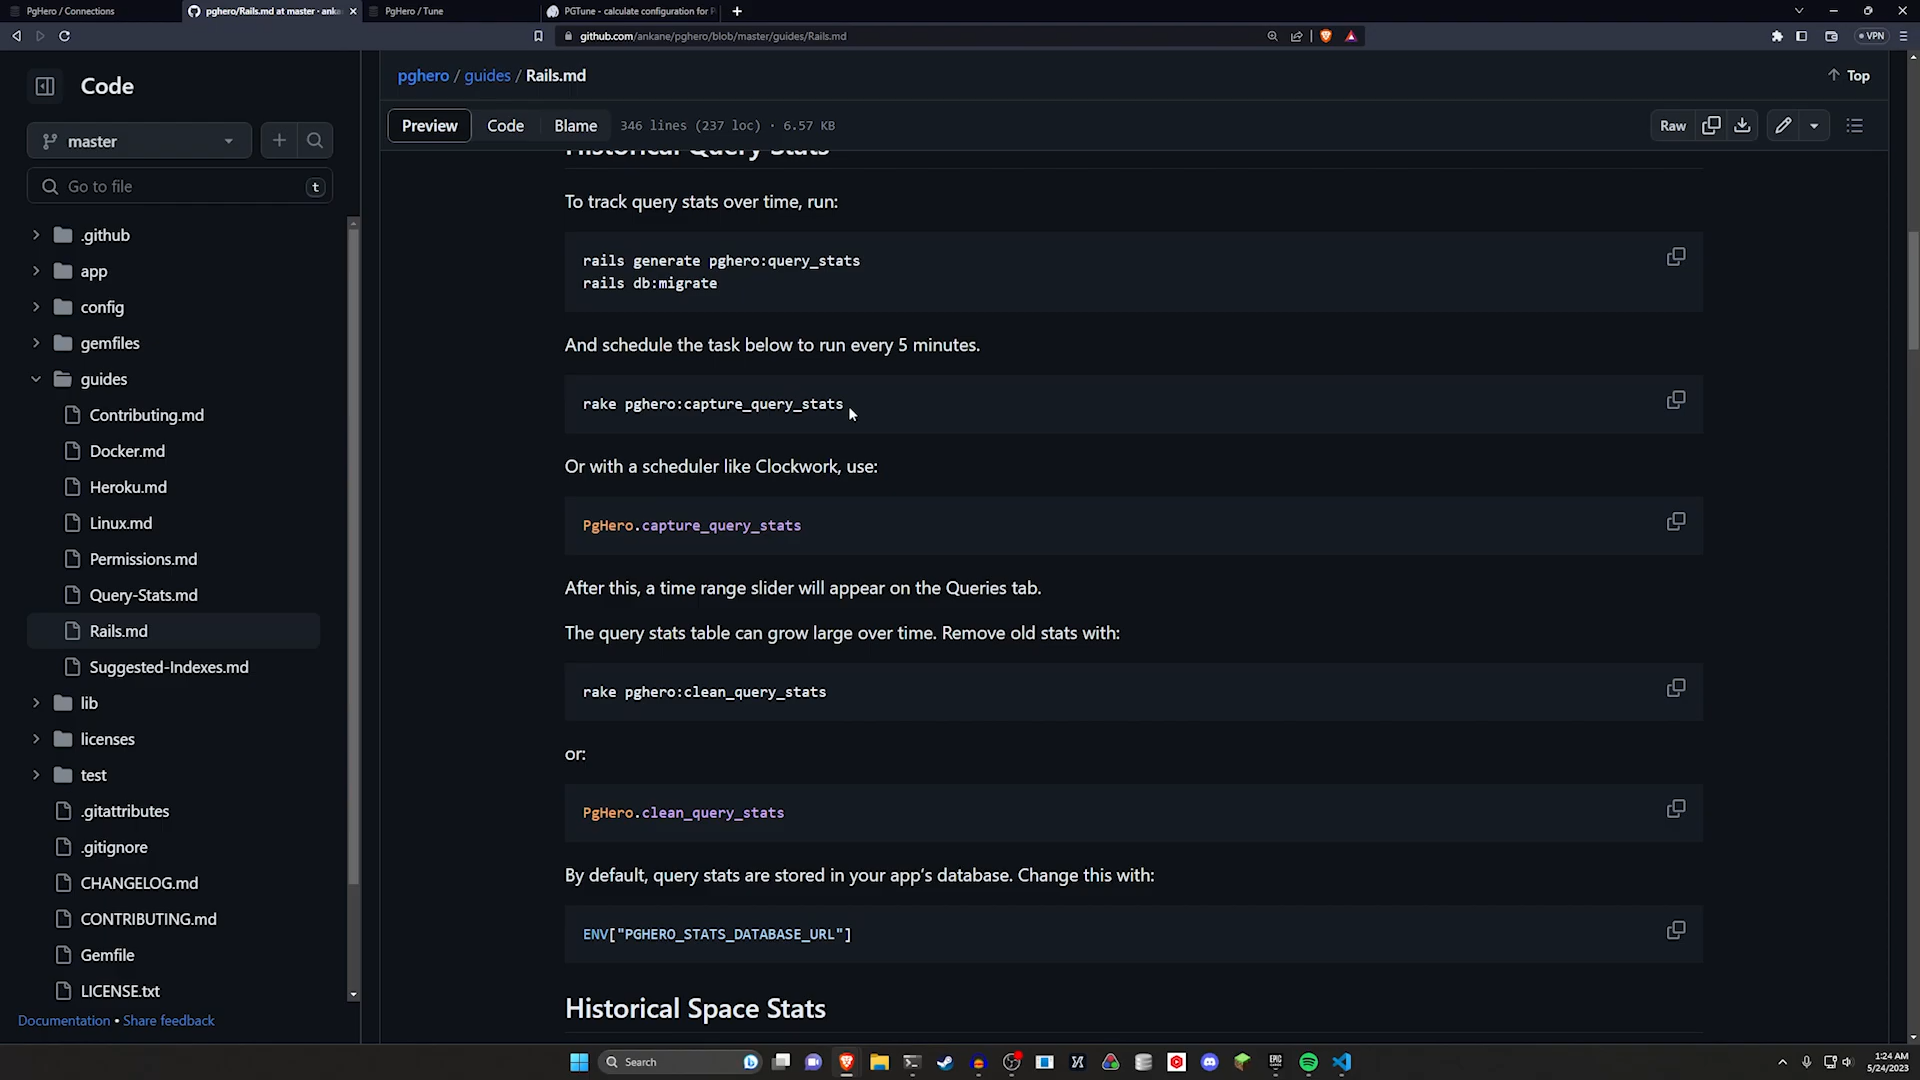 PgHero / Connections
pghero/Rails.md at master · anka
PgHero / Tune
PGTune - calculate configuration for
github.com/ankane/pghero/blob/master/guides/Rails.md
VPN
Code
master
Go to file
t
.github
app
config
gemfiles
guides
Contributing.md
Docker.md
Heroku.md
Linux.md
Permissions.md
Query-Stats.md
Rails.md
Suggested-Indexes.md
lib
licenses
test
.gitattributes
.gitignore
CHANGELOG.md
CONTRIBUTING.md
Gemfile
LICENSE.txt
Documentation • Share feedback
pghero / guides / Rails.md
Top
Preview
Code
Blame
346 lines (237 loc) · 6.57 KB
Raw
Historical Query Stats
To track query stats over time, run:
rails generate pghero:query_stats
rails db:migrate
And schedule the task below to run every 5 minutes.
rake pghero:capture_query_stats
Or with a scheduler like Clockwork, use:
PgHero.capture_query_stats
After this, a time range slider will appear on the Queries tab.
The query stats table can grow large over time. Remove old stats with:
rake pghero:clean_query_stats
or:
PgHero.clean_query_stats
By default, query stats are stored in your app’s database. Change this with:
ENV["PGHERO_STATS_DATABASE_URL"]
Historical Space Stats
Search
1:24 AM
5/24/2023